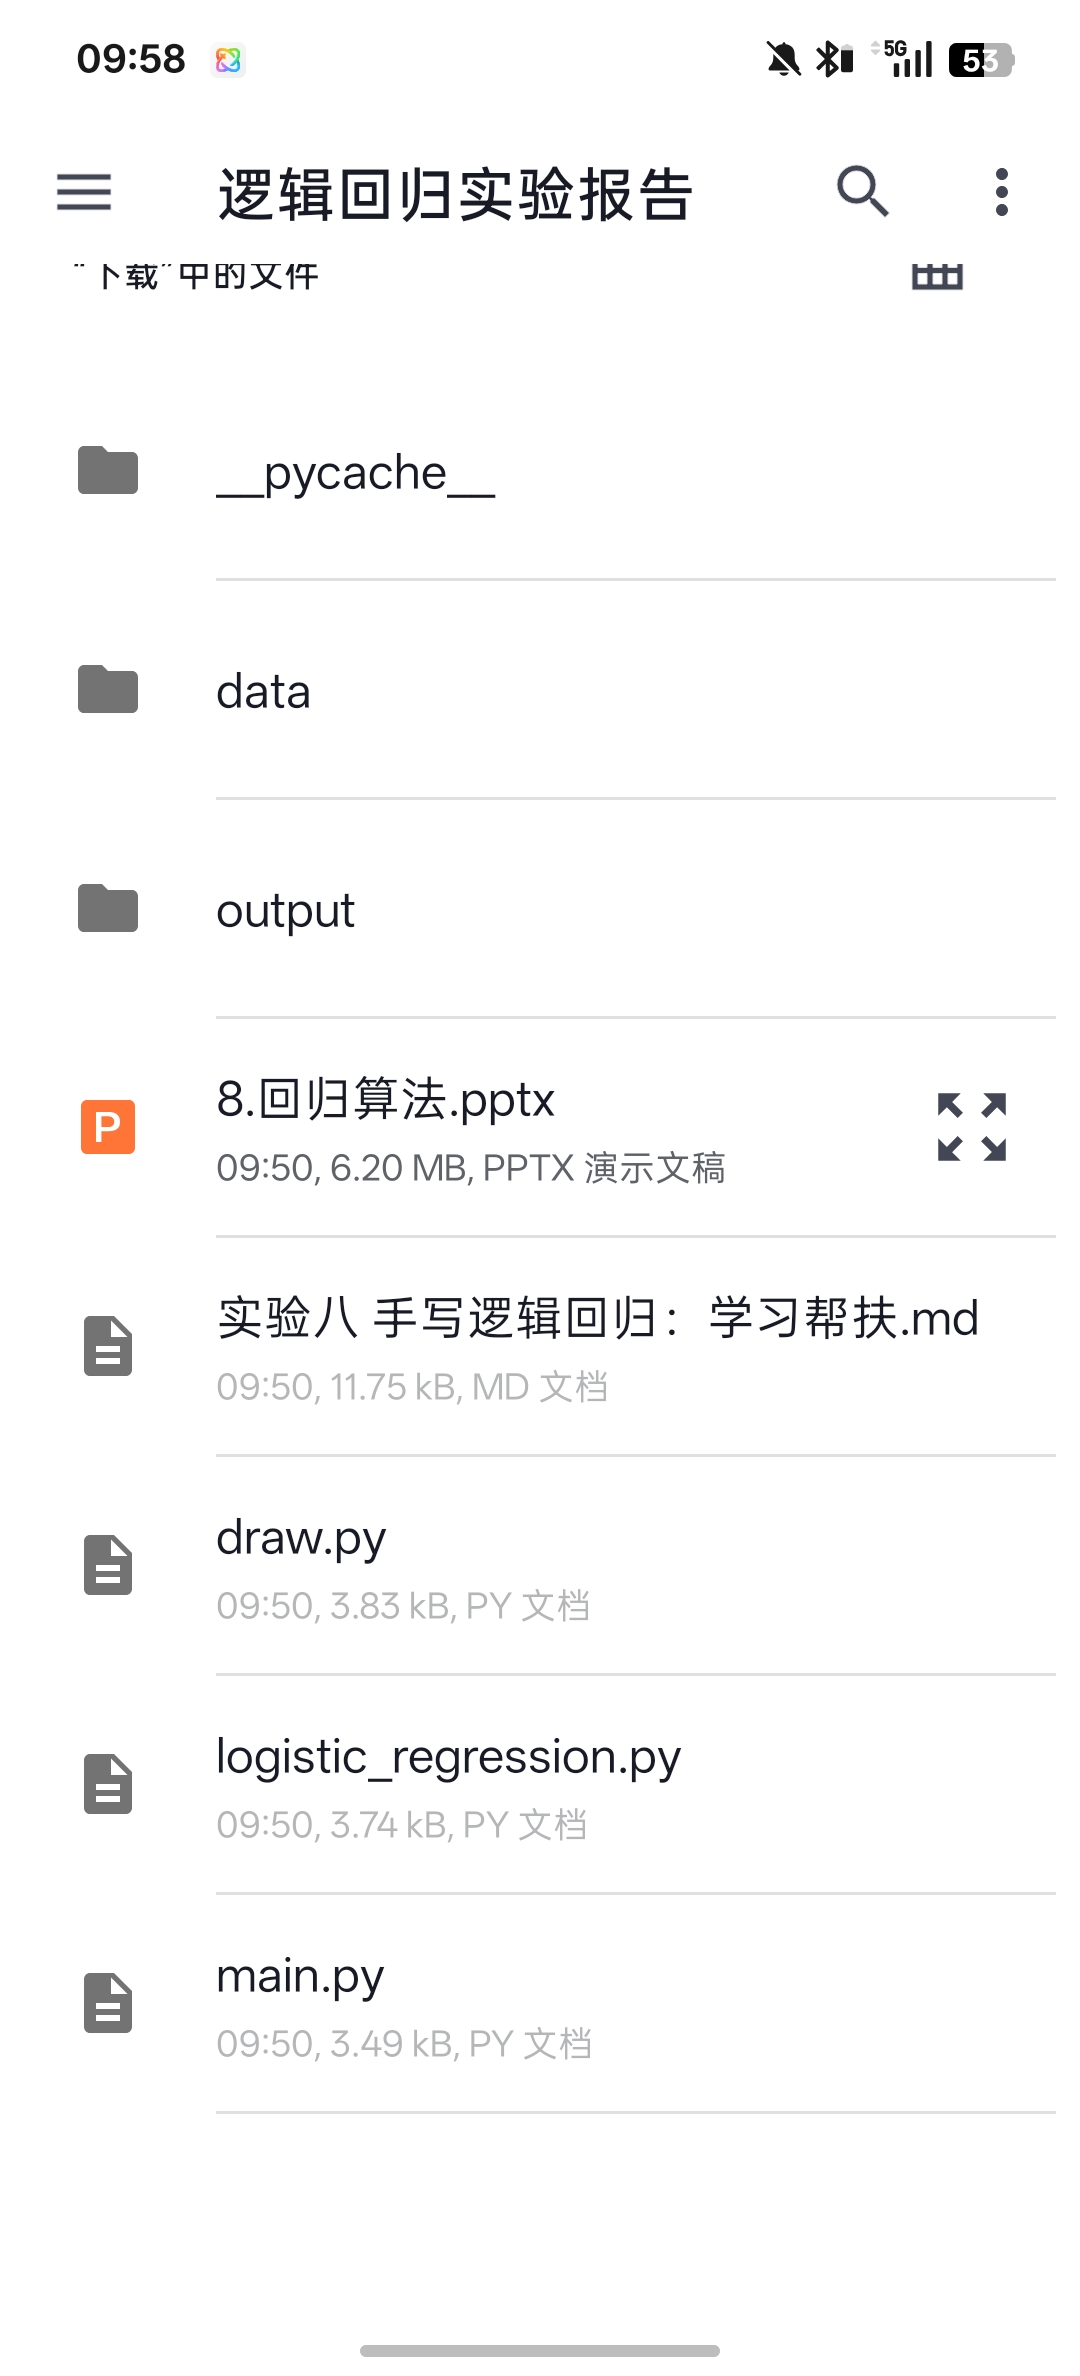 09:58
5G
53
逻辑回归实验报告
"下载"中的文件
__pycache__
data
output
P
8.回归算法.pptx
09:50, 6.20 MB, PPTX 演示文稿
实验八 手写逻辑回归：学习帮扶.md
09:50, 11.75 kB, MD 文档
draw.py
09:50, 3.83 kB, PY 文档
logistic_regression.py
09:50, 3.74 kB, PY 文档
main.py
09:50, 3.49 kB, PY 文档